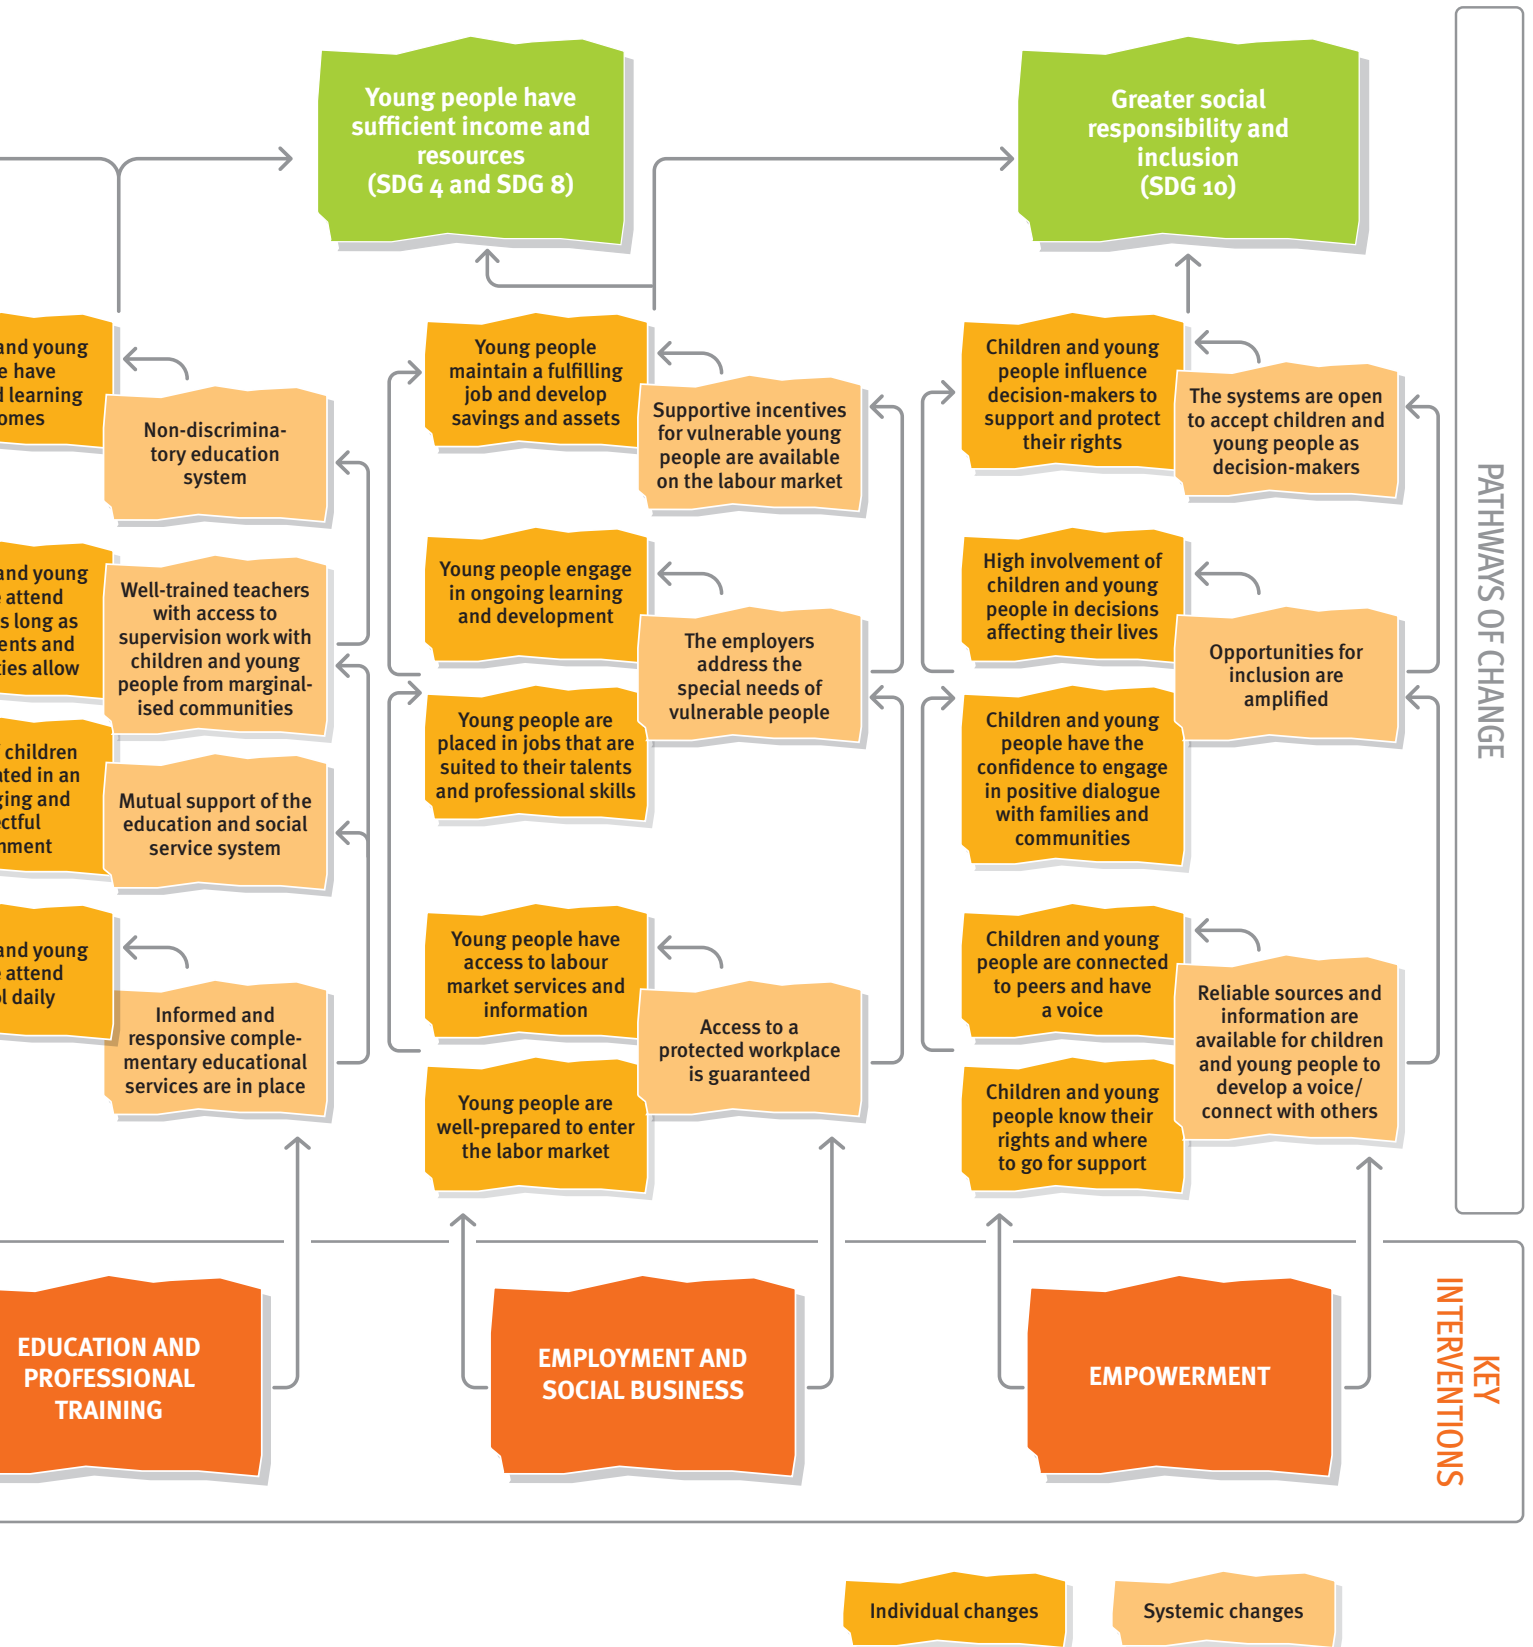 Young people have
sufficient income and
resources
(SDG 4 and SDG 8)
Greater social
responsibility and
inclusion
(SDG 10)
and young
have
learning
Non-discrimina-
tory education
system
and young
attend
long as
and
allow
Well-trained teachers
with access to
supervision work with
children and young
people from marginal-
ised communities
children
in an
and
Mutual support of the
education and social
service system
and young
attend
daily
Informed and
responsive comple-
mentary educational
services are in place
Young people
maintain a fulfilling
job and develop
savings and assets
Supportive incentives
for vulnerable young
people are available
on the labour market
Young people engage
in ongoing learning
and development
The employers
address the
special needs of
vulnerable people
Young people are
placed in jobs that are
suited to their talents
and professional skills
Young people have
access to labour
market services and
information
Access to a
protected workplace
is guaranteed
Young people are
well-prepared to enter
the labor market
Children and young
people influence
decision-makers to
support and protect
their rights
The systems are open
to accept children and
young people as
decision-makers
High involvement of
children and young
people in decisions
affecting their lives
Opportunities for
inclusion are
amplified
Children and young
people have the
confidence to engage
in positive dialogue
with families and
communities
Children and young
people are connected
to peers and have
a voice
Reliable sources and
information are
available for children
and young people to
develop a voice/
connect with others
Children and young
people know their
rights and where
to go for support
PATHWAYS OF CHANGE
EDUCATION AND
PROFESSIONAL
TRAINING
EMPLOYMENT AND
SOCIAL BUSINESS
EMPOWERMENT
KEY
INTERVENTIONS
Individual changes
Systemic changes